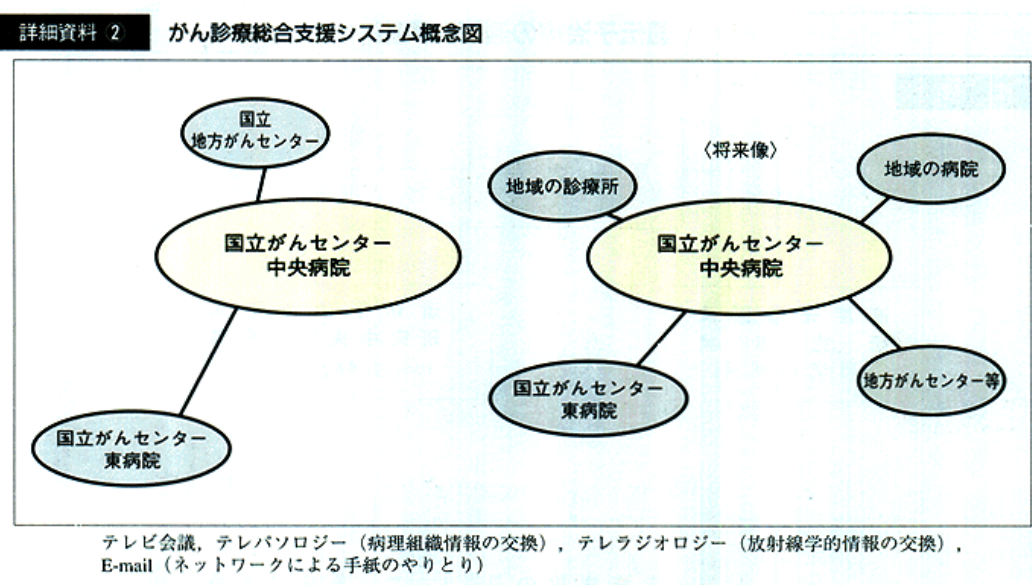 詳細資料 ② がん診療総合支援システム概念図
国立
地方がんセンター
国立がんセンター
中央病院
国立がんセンター
東病院
〈将来像〉
地域の診療所
地域の病院
国立がんセンター
中央病院
国立がんセンター
東病院
地方がんセンター等
テレビ会議，テレパソロジー（病理組織情報の交換），テレラジオロジー（放射線学的情報の交換），
E-mail（ネットワークによる手紙のやりとり）